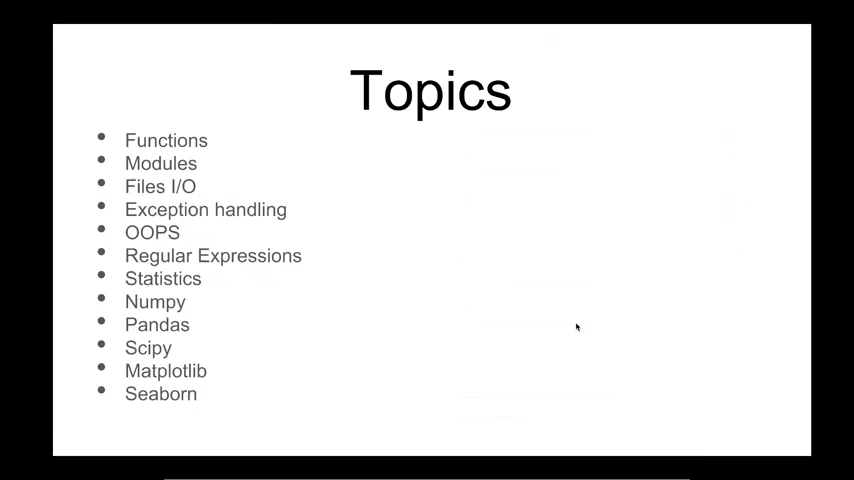 Topics
• Functions
• Modules
• Files I/O
• Exception handling
• OOPS
• Regular Expressions
• Statistics
• Numpy
• Pandas
• Scipy
• Matplotlib
• Seaborn